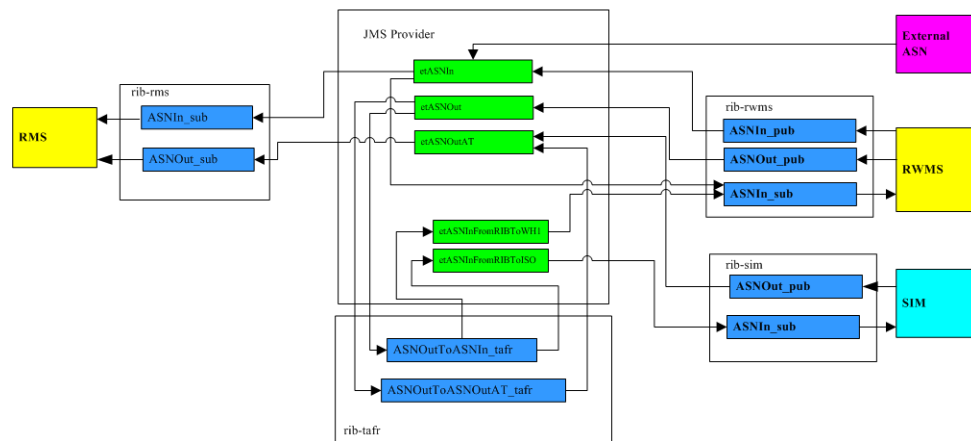 JMS Provider
External
ASN
etASNIn
rib-rms
rib-rwms
ASNIn_sub
etASNOut
ASNIn_pub
RMS
etASNOutAT
RWMS
ASNOut_sub
ASNOut_pub
ASNIn_sub
etASNInFromRIBToWH1
etASNInFromRIBToISO
rib-sim
ASNOut_pub
SIM
ASNIn_sub
ASNOutToASNIn_tafr
ASNOutToASNOutAT_tafr
rib-tafr